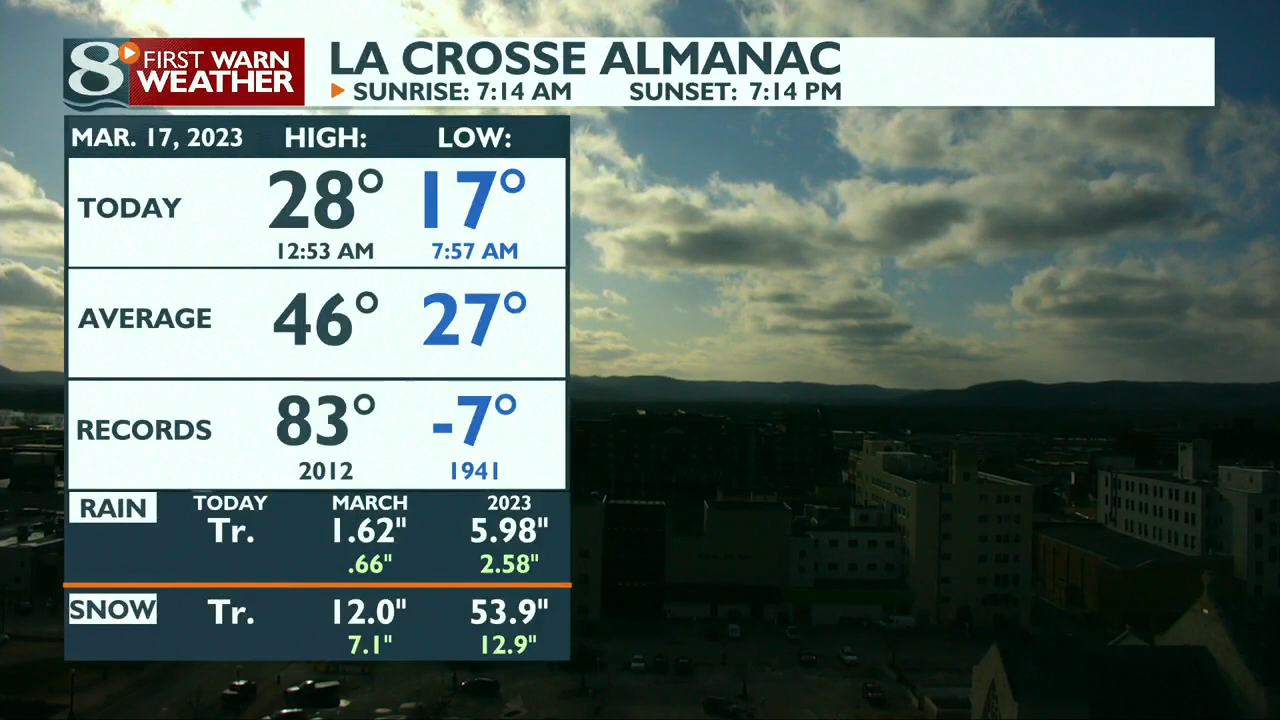 8 FIRST WARN
WEATHER
LA CROSSE ALMANAC
SUNRISE: 7:14 AM SUNSET: 7:14 PM
MAR. 17, 2023 HIGH: LOW:
TODAY 28° 17°
12:53 AM 7:57 AM
AVERAGE 46° 27°
RECORDS 83° -7°
2012 1941
RAIN TODAY MARCH 2023
Tr. 1.62" 5.98"
.66" 2.58"
SNOW Tr. 12.0" 53.9"
7.1" 12.9"